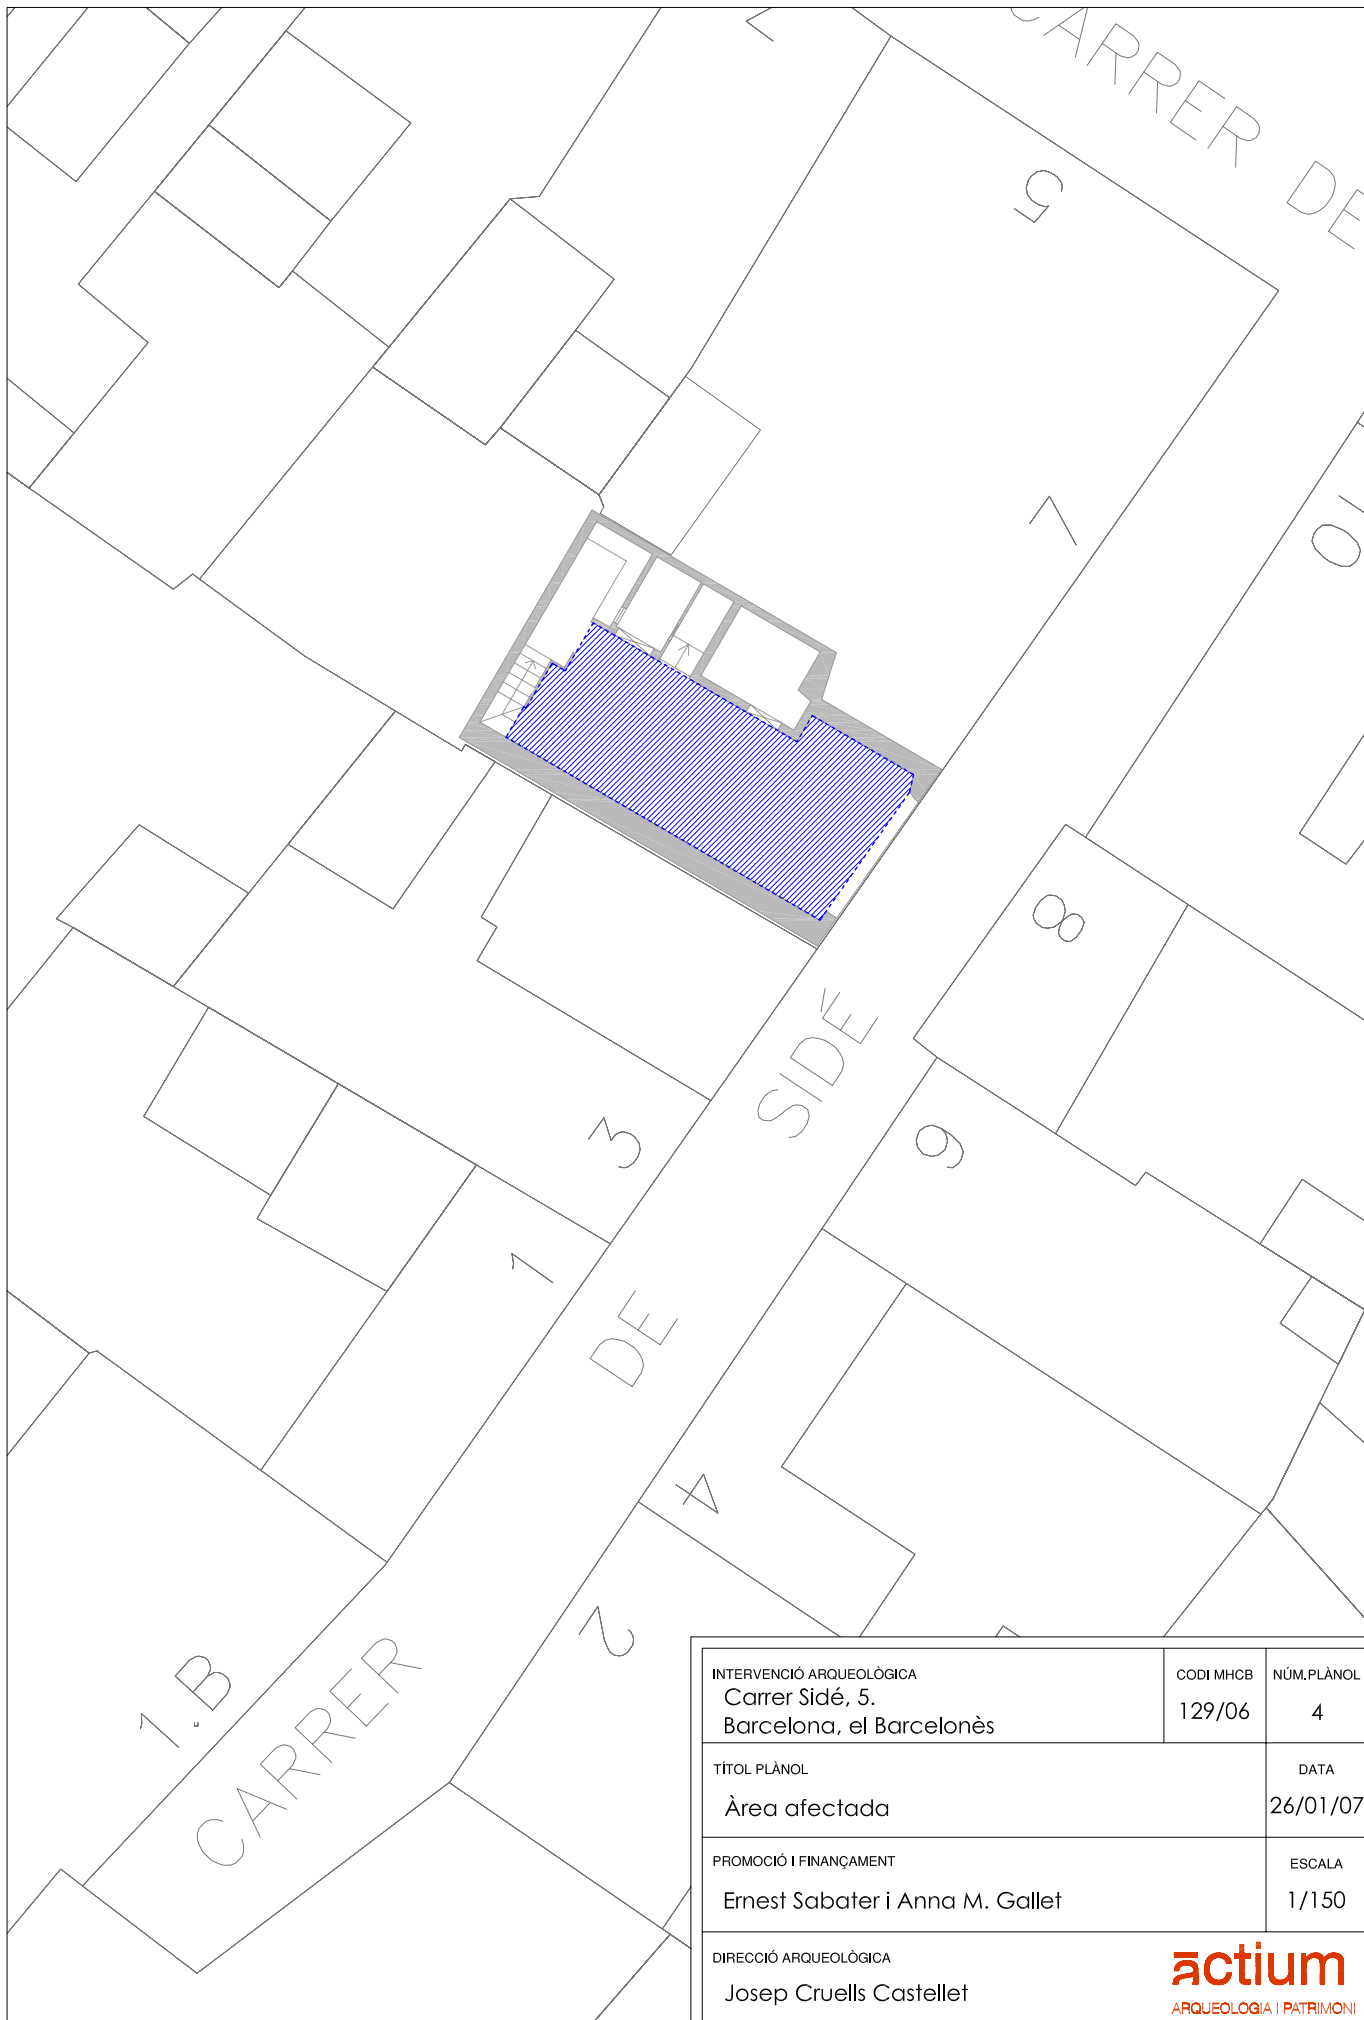 CARRER DE
5
7
8
SIDÉ
6
3
1
DE
4
2
1.B
CARRER
INTERVENCIÓ ARQUEOLÒGICA
Carrer Sidé, 5.
Barcelona, el Barcelonès
CODI MHCB
129/06
NÚM.PLÀNOL
4
TÍTOL PLÀNOL
Àrea afectada
DATA
26/01/07
PROMOCIÓ I FINANÇAMENT
Ernest Sabater i Anna M. Gallet
ESCALA
1/150
DIRECCIÓ ARQUEOLÒGICA
Josep Cruells Castellet
actium
ARQUEOLOGIA I PATRIMONI